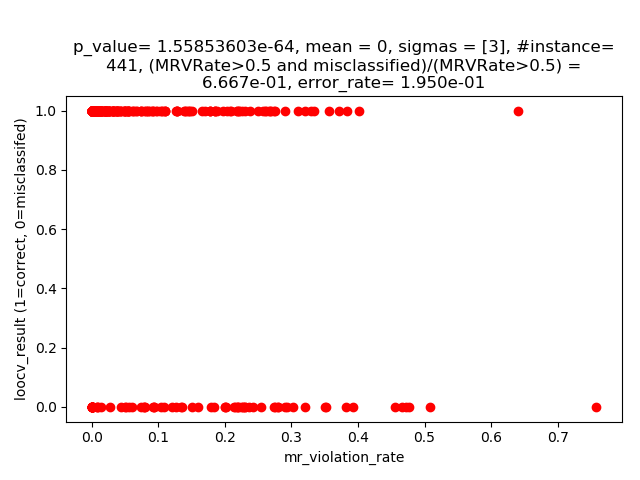 p_value= 1.55853603e-64, mean = 0, sigmas = [3], #instance=
441, (MRVRate>0.5 and misclassified)/(MRVRate>0.5) =
6.667e-01, error_rate= 1.950e-01
loocv_result (1=correct, 0=misclassifed)
1.0
0.8
0.6
0.4
0.2
0.0
0.0 0.1 0.2 0.3 0.4 0.5 0.6 0.7
mr_violation_rate